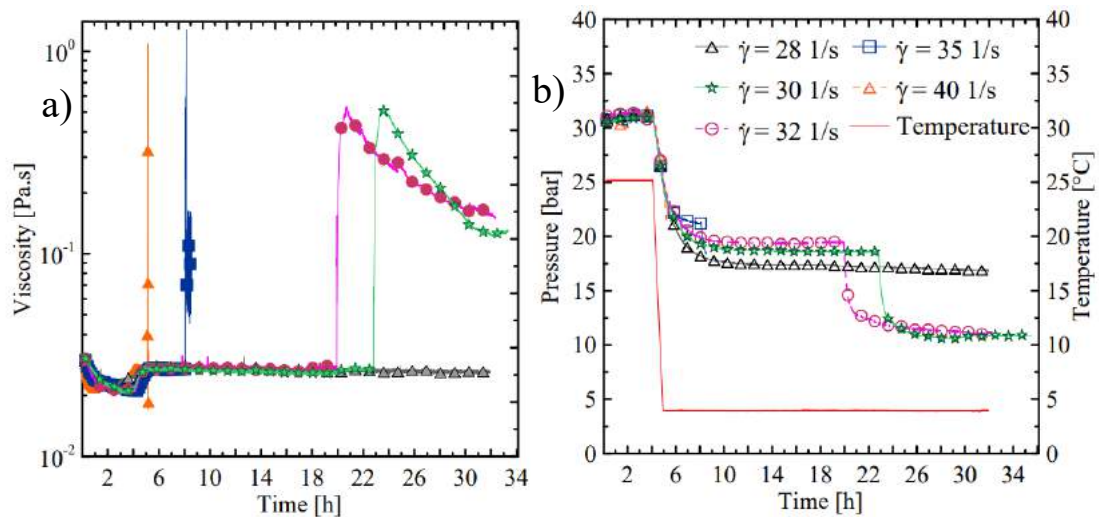 a)
Viscosity [Pa.s]
10⁰
10⁻¹
10⁻²
2 6 10 14 18 22 26 30 34
Time [h]
b)
Pressure [bar]
40
35
30
25
20
15
10
5
0
γ̇ = 28 1/s
γ̇ = 35 1/s
γ̇ = 30 1/s
γ̇ = 40 1/s
γ̇ = 32 1/s
Temperature
2 6 10 14 18 22 26 30 34
Time [h]
40
35
30
25
20
15
10
5
0
Temperature [°C]